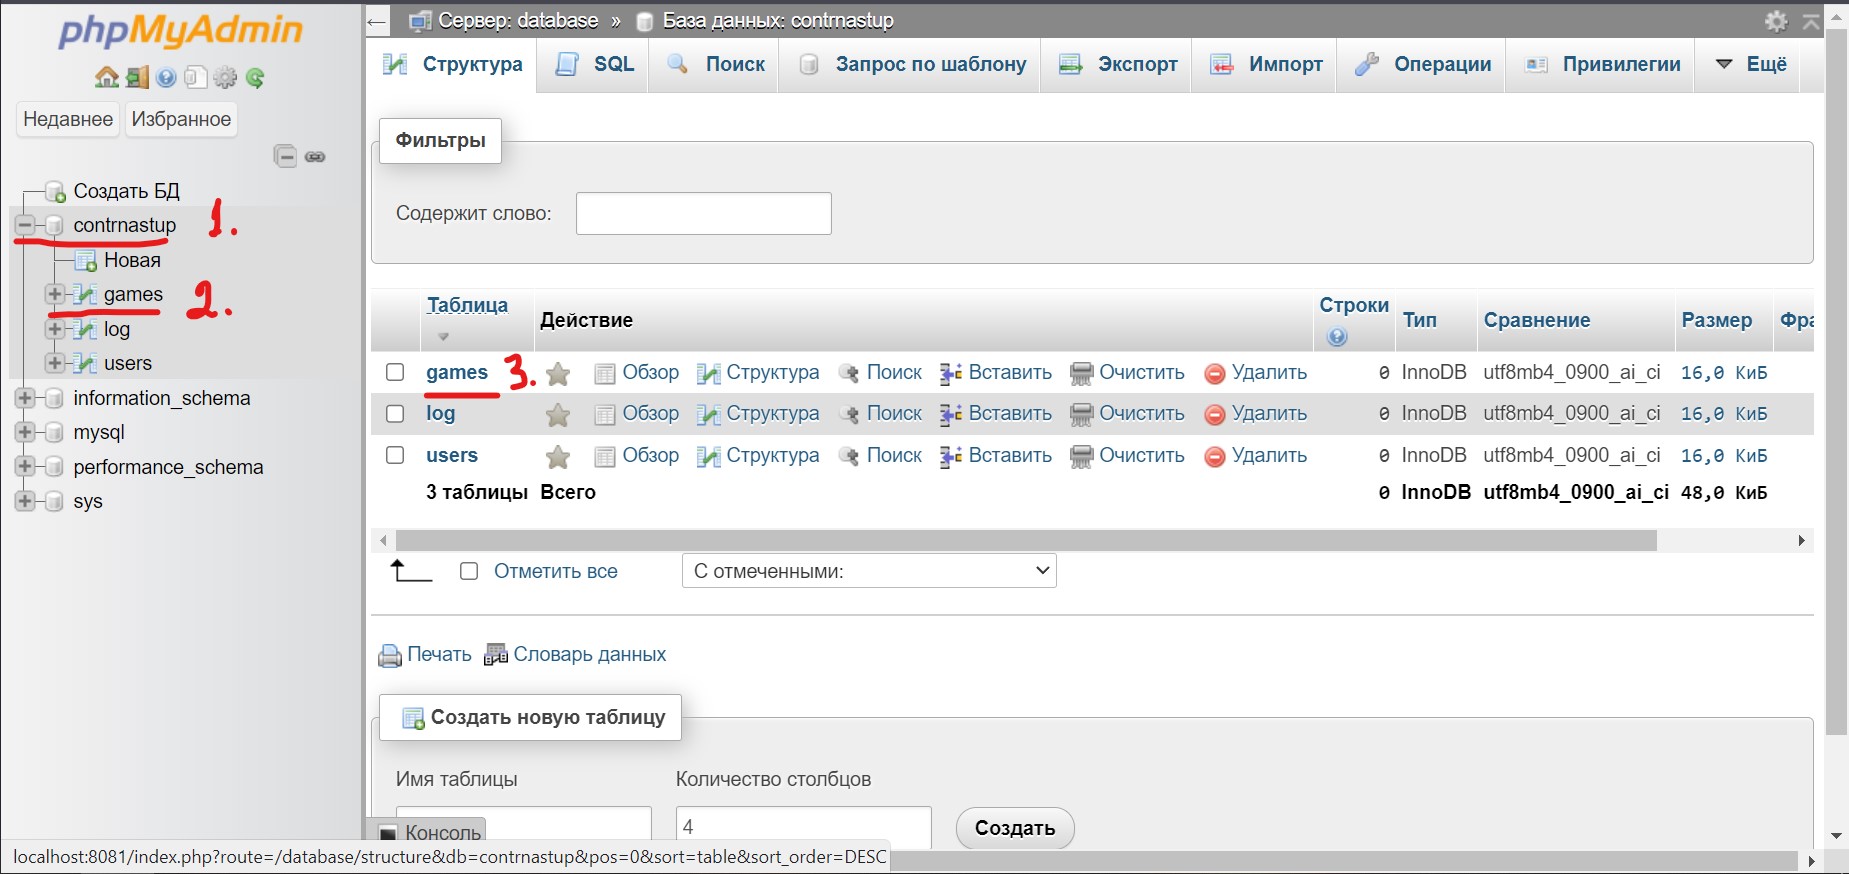 phpMyAdmin
Недавнее Избранное
Создать БД
contrnastup 1.
Новая
games 2.
log
users
information_schema
mysql
performance_schema
sys
Сервер: database » База данных: contrnastup
Структура SQL Поиск Запрос по шаблону Экспорт Импорт Операции Привилегии Ещё
Фильтры
Содержит слово:
Таблица Действие Строки Тип Сравнение Размер Фра
games 3. Обзор Структура Поиск Вставить Очистить Удалить 0 InnoDB utf8mb4_0900_ai_ci 16,0 КиБ
log Обзор Структура Поиск Вставить Очистить Удалить 0 InnoDB utf8mb4_0900_ai_ci 16,0 КиБ
users Обзор Структура Поиск Вставить Очистить Удалить 0 InnoDB utf8mb4_0900_ai_ci 16,0 КиБ
3 таблицы Всего 0 InnoDB utf8mb4_0900_ai_ci 48,0 КиБ
Отметить все С отмеченными:
Печать Словарь данных
Создать новую таблицу
Имя таблицы Количество столбцов
4 Создать
Консоль
localhost:8081/index.php?route=/database/structure&db=contrnastup&pos=0&sort=table&sort_order=DESC